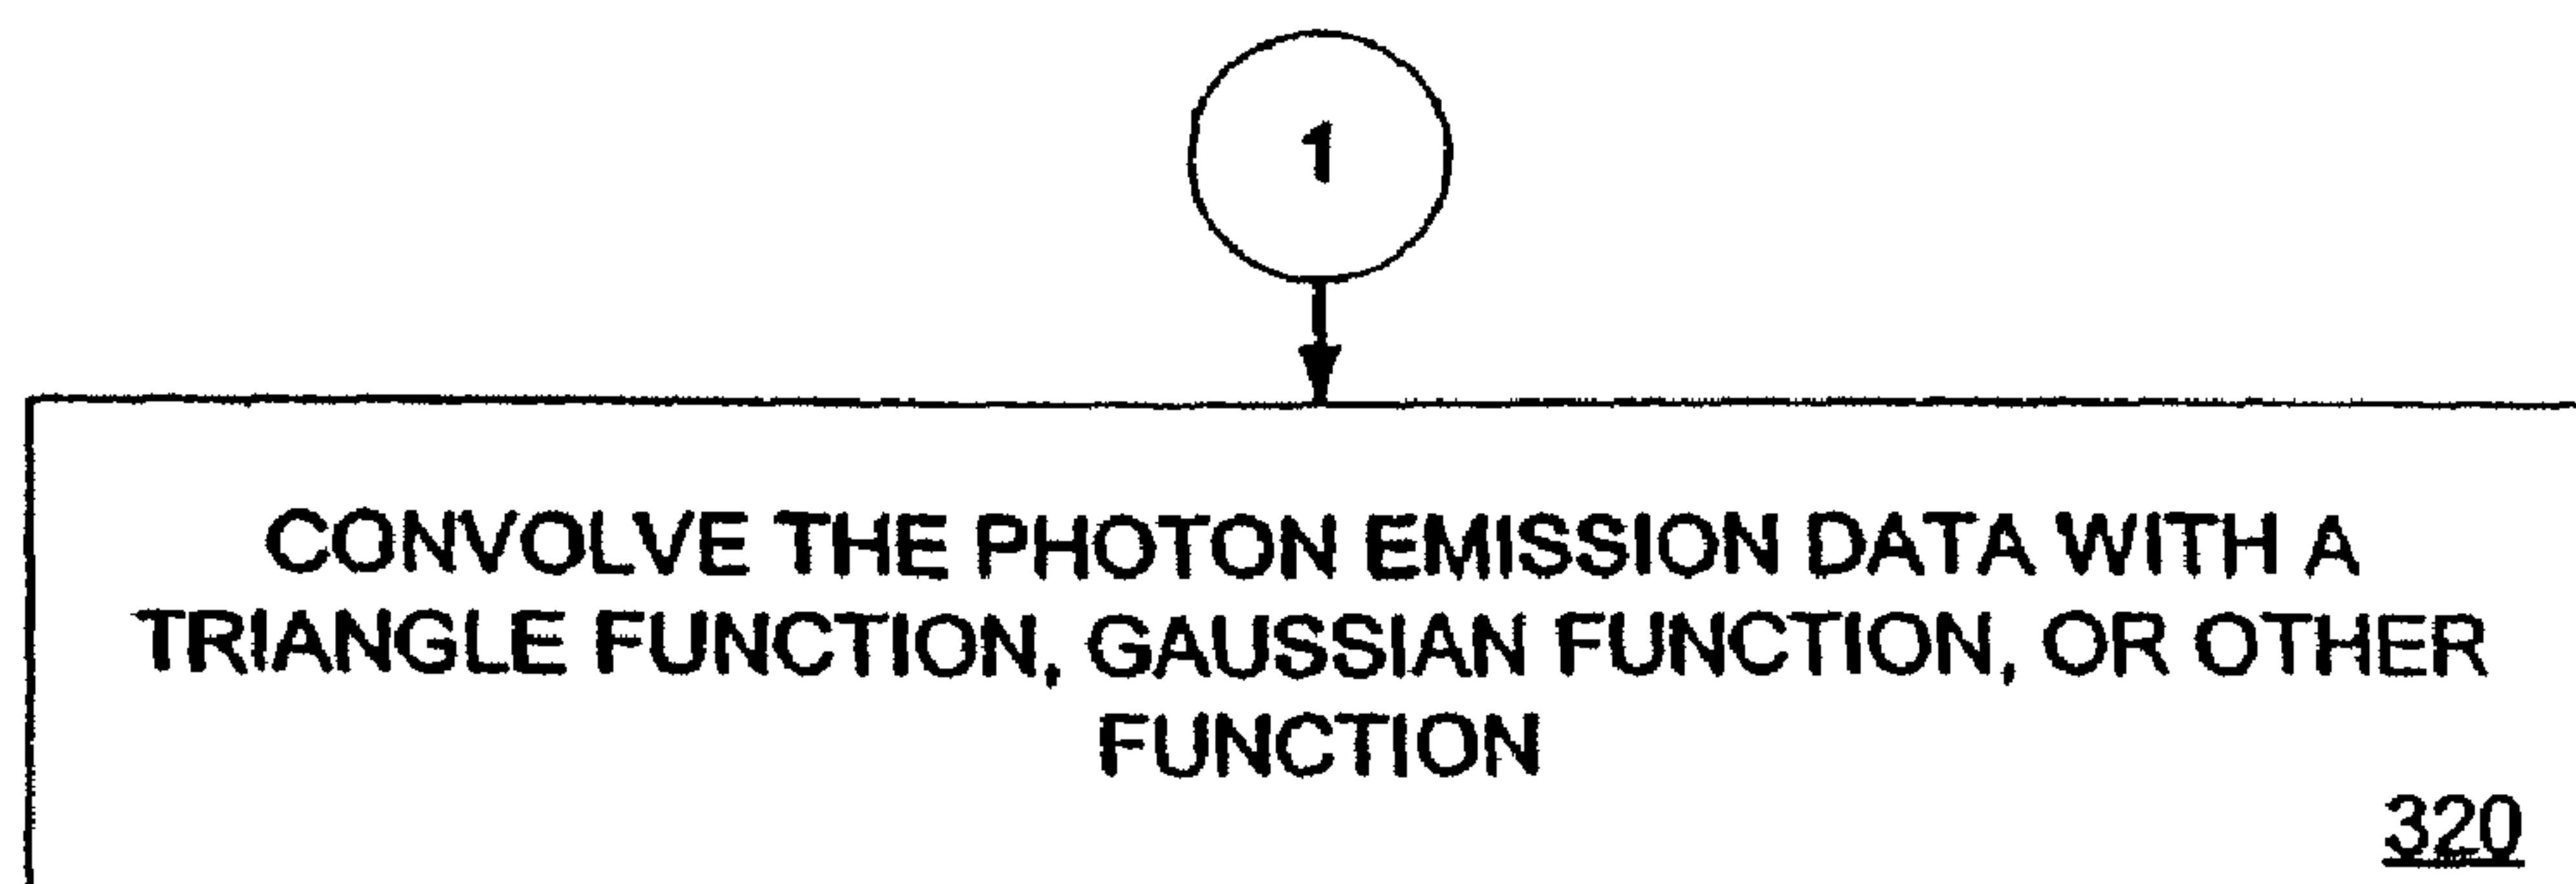 1
CONVOLVE THE PHOTON EMISSION DATA WITH A
TRIANGLE FUNCTION, GAUSSIAN FUNCTION, OR OTHER
FUNCTION
320